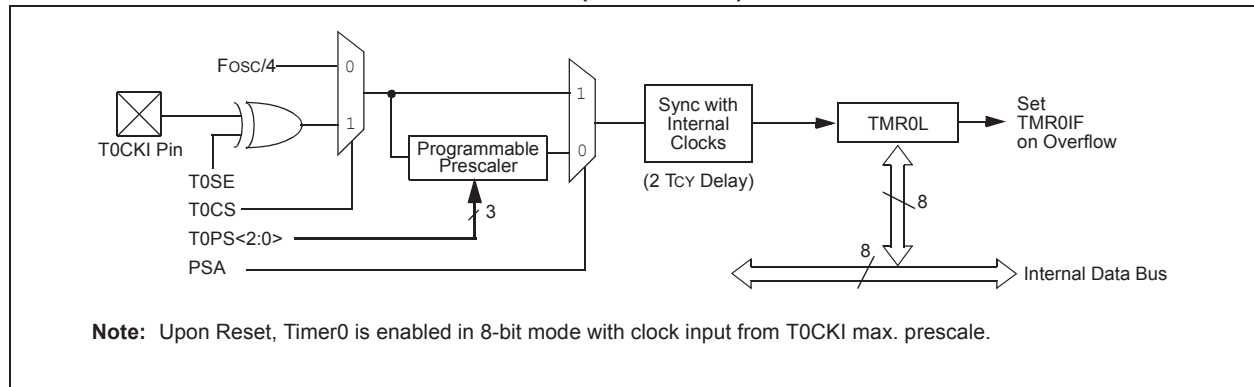 Fosc/4
0
1
T0CKI Pin
T0SE
T0CS
T0PS<2:0>
PSA
Programmable
Prescaler
3
1
0
Sync with
Internal
Clocks
(2 TCY Delay)
TMR0L
Set
TMR0IF
on Overflow
8
8
Internal Data Bus
Note: Upon Reset, Timer0 is enabled in 8-bit mode with clock input from T0CKI max. prescale.